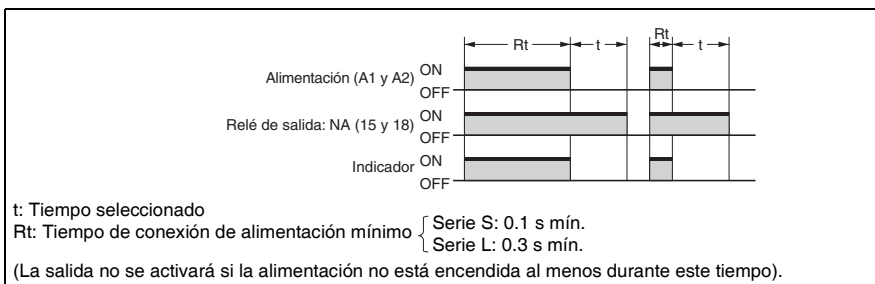 Rt t Rt t
Alimentación (A1 y A2) ON
OFF
Relé de salida: NA (15 y 18) ON
OFF
Indicador ON
OFF
t: Tiempo seleccionado
Rt: Tiempo de conexión de alimentación mínimo { Serie S: 0.1 s mín.
Serie L: 0.3 s mín.
(La salida no se activará si la alimentación no está encendida al menos durante este tiempo).